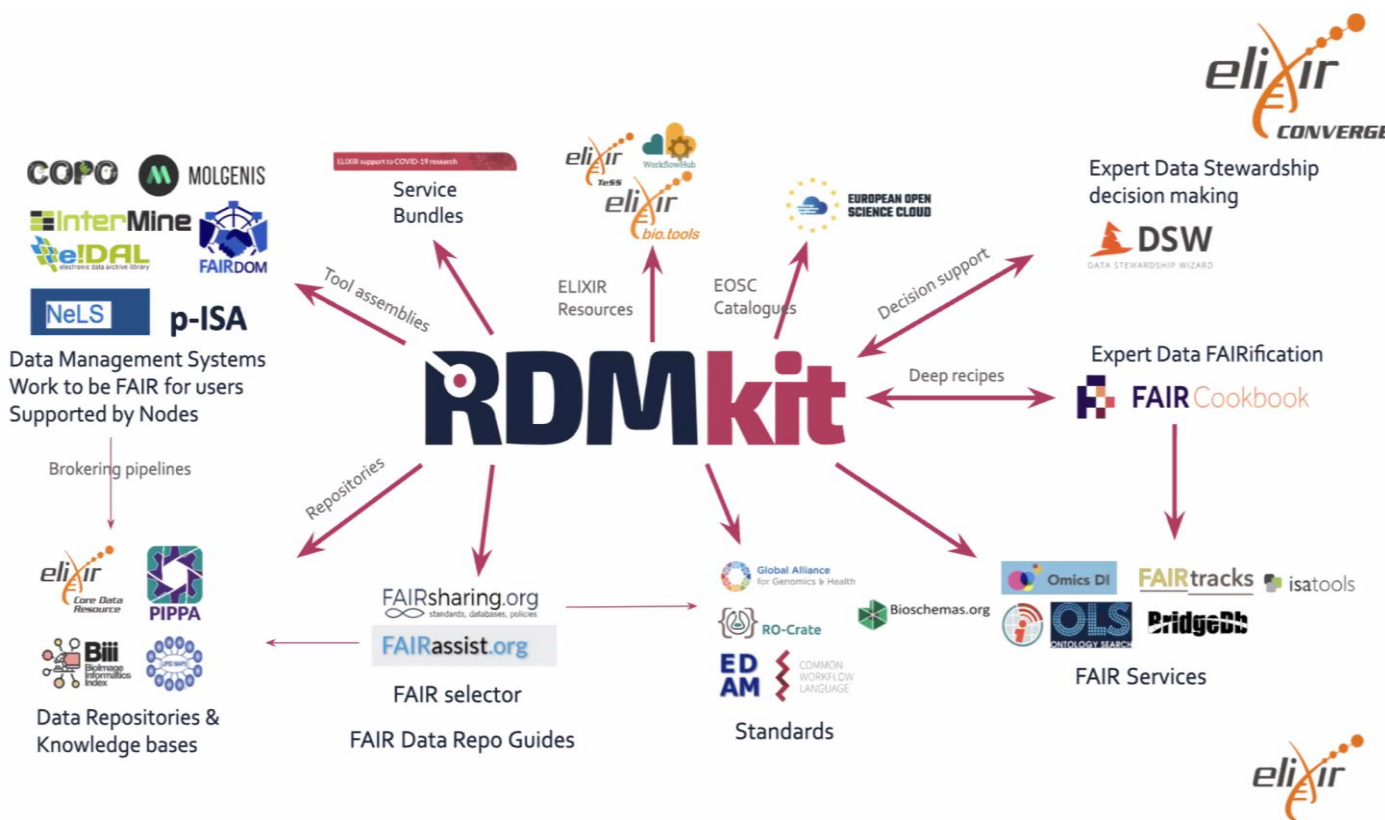 elixir
CONVERGE
COPO
MOLGENIS
InterMine
e!DAL
electronic data archive library
FAIRDOM
NeLS
p-ISA
Data Management Systems
Work to be FAIR for users
Supported by Nodes
ELIXIR support to COVID-19 research
Service
Bundles
elixir
TeSS
WorkflowHub
elixir
bio.tools
EUROPEAN OPEN
SCIENCE CLOUD
Expert Data Stewardship
decision making
DSW
DATA STEWARDSHIP WIZARD
Tool assemblies
ELIXIR
Resources
EOSC
Catalogues
Decision support
RDMkit
Deep recipes
Expert Data FAIRification
FAIR Cookbook
Brokering pipelines
Repositories
elixir
Core Data
Resource
PIPPA
Biii
BioImage
Informatics
Index
LIPID MAPS
Data Repositories &
Knowledge bases
FAIRsharing.org
standards, databases, policies
FAIRassist.org
FAIR selector
FAIR Data Repo Guides
Global Alliance
for Genomics & Health
RO-Crate
Bioschemas.org
ED
AM
COMMON
WORKFLOW
LANGUAGE
Standards
Omics DI
FAIRtracks
isatools
OLS
ONTOLOGY SEARCH
BridgeDb
FAIR Services
elixir